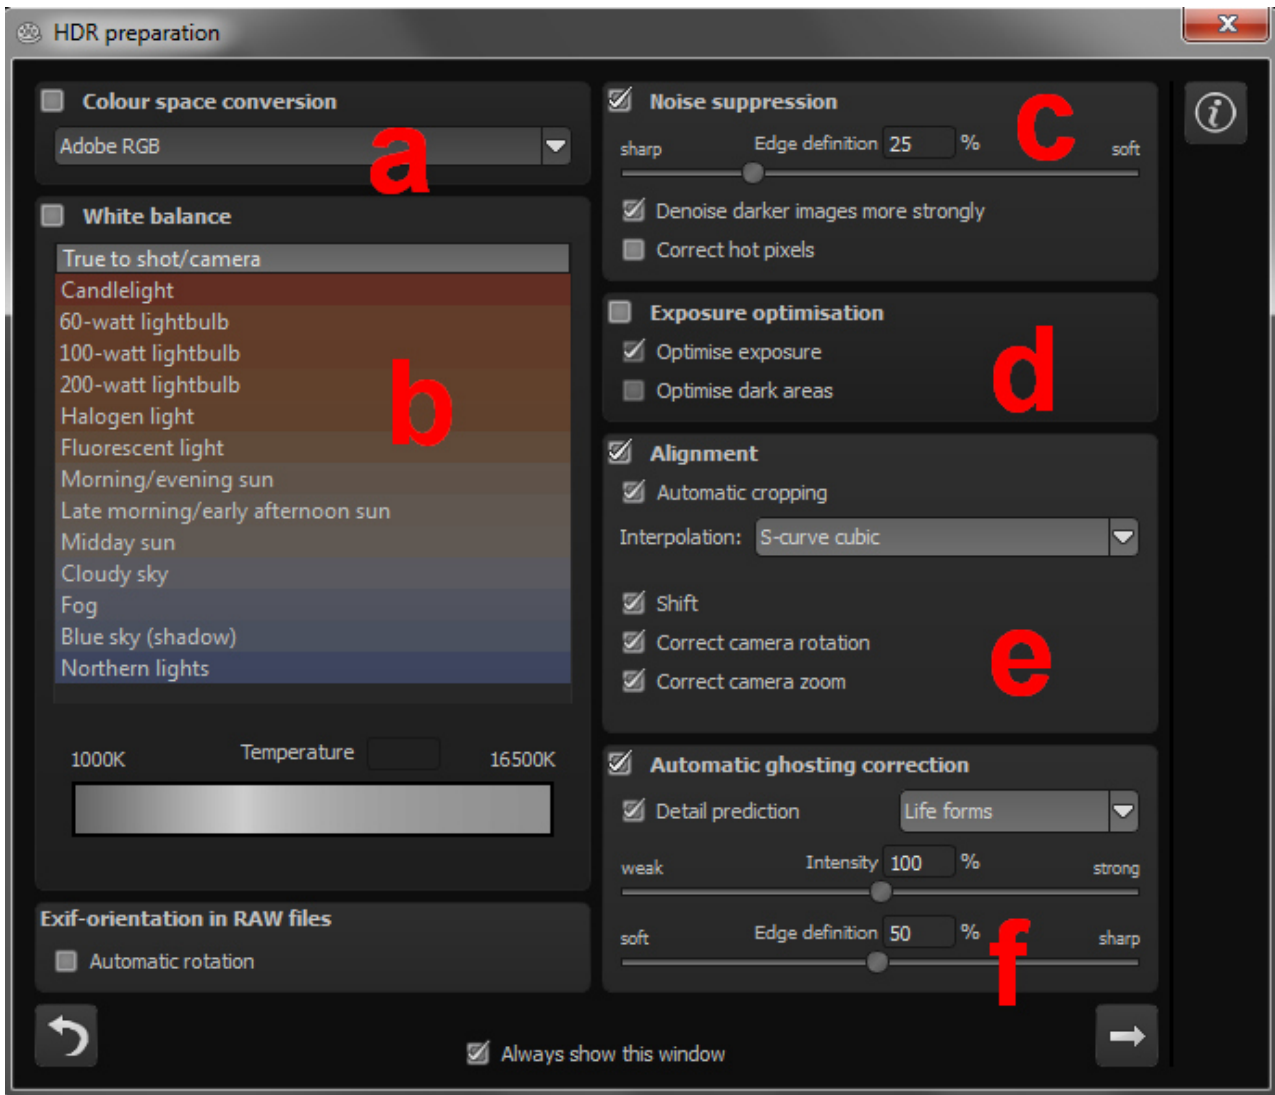 HDR preparation
x
Colour space conversion
Adobe RGB
a
White balance
True to shot/camera
Candlelight
60-watt lightbulb
100-watt lightbulb
200-watt lightbulb
b
Halogen light
Fluorescent light
Morning/evening sun
Late morning/early afternoon sun
Midday sun
Cloudy sky
Fog
Blue sky (shadow)
Northern lights
1000K Temperature 16500K
Exif-orientation in RAW files
Automatic rotation
Noise suppression
c
sharp Edge definition 25 % soft
Denoise darker images more strongly
Correct hot pixels
Exposure optimisation
Optimise exposure
d
Optimise dark areas
Alignment
Automatic cropping
Interpolation: S-curve cubic
Shift
Correct camera rotation
e
Correct camera zoom
Automatic ghosting correction
Detail prediction Life forms
weak Intensity 100 % strong
soft Edge definition 50 % sharp
f
i
Always show this window